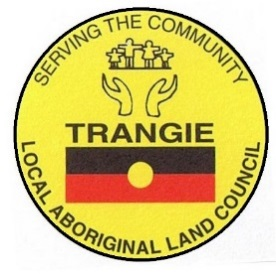 SERVING THE COMMUNITY
TRANGIE
LOCAL ABORIGINAL LAND COUNCIL